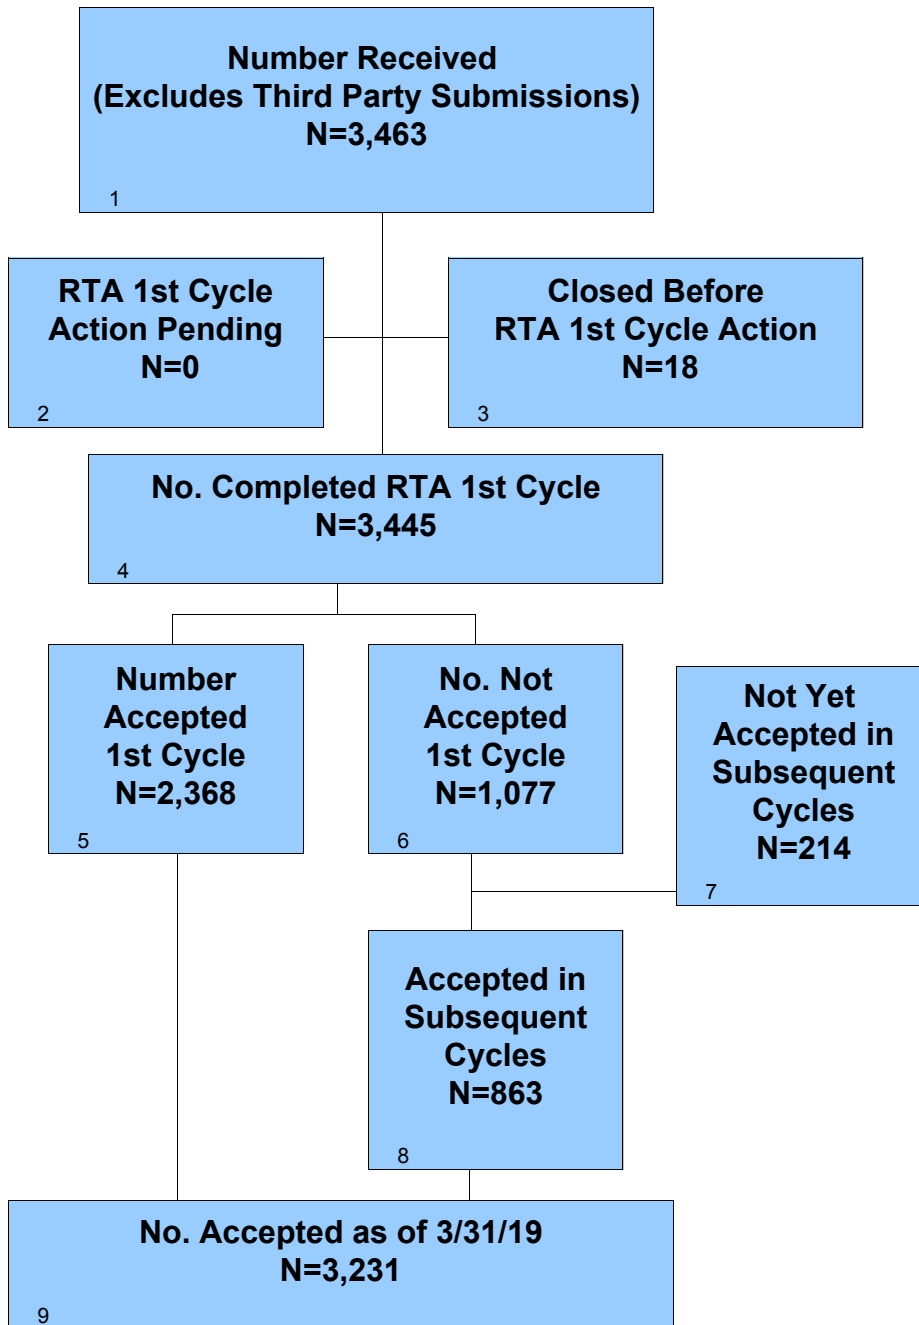 Number Received
(Excludes Third Party Submissions)
N=3,463
1
RTA 1st Cycle
Action Pending
N=0
2
Closed Before
RTA 1st Cycle Action
N=18
3
No. Completed RTA 1st Cycle
N=3,445
4
Number
Accepted
1st Cycle
N=2,368
5
No. Not
Accepted
1st Cycle
N=1,077
6
Not Yet
Accepted in
Subsequent
Cycles
N=214
7
Accepted in
Subsequent
Cycles
N=863
8
No. Accepted as of 3/31/19
N=3,231
9